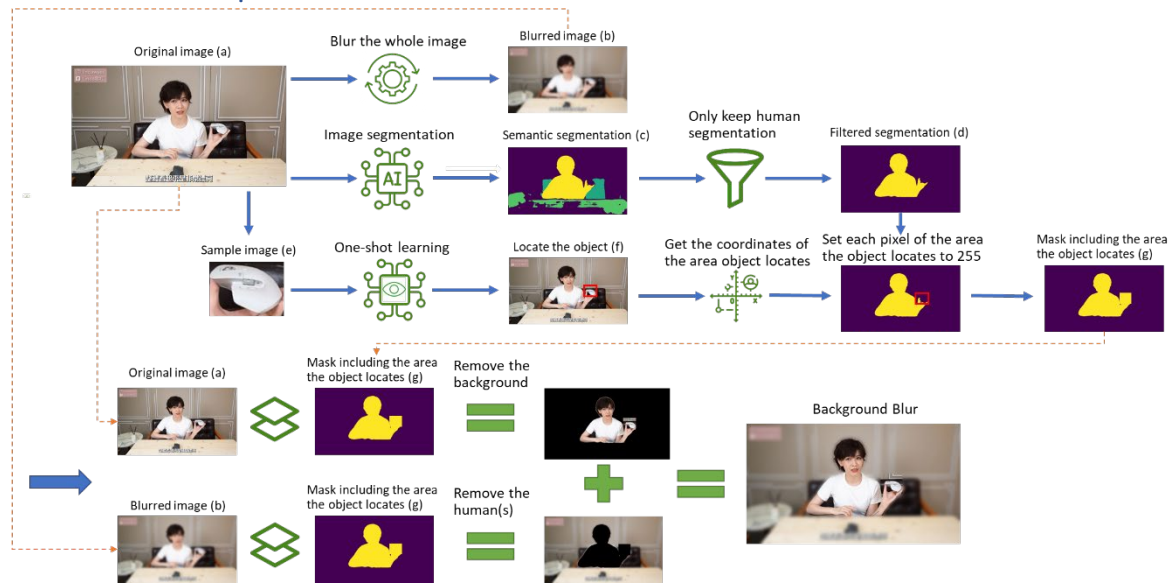 Original image (a)
Blur the whole image
Blurred image (b)
Image segmentation
AI
Semantic segmentation (c)
Only keep human
segmentation
Filtered segmentation (d)
Sample image (e)
One-shot learning
Locate the object (f)
Get the coordinates of
the area object locates
Set each pixel of the area
the object locates to 255
Mask including the area
the object locates (g)
Original image (a)
Mask including the area
the object locates (g)
Remove the
background
Background Blur
Blurred image (b)
Mask including the area
the object locates (g)
Remove the
human(s)